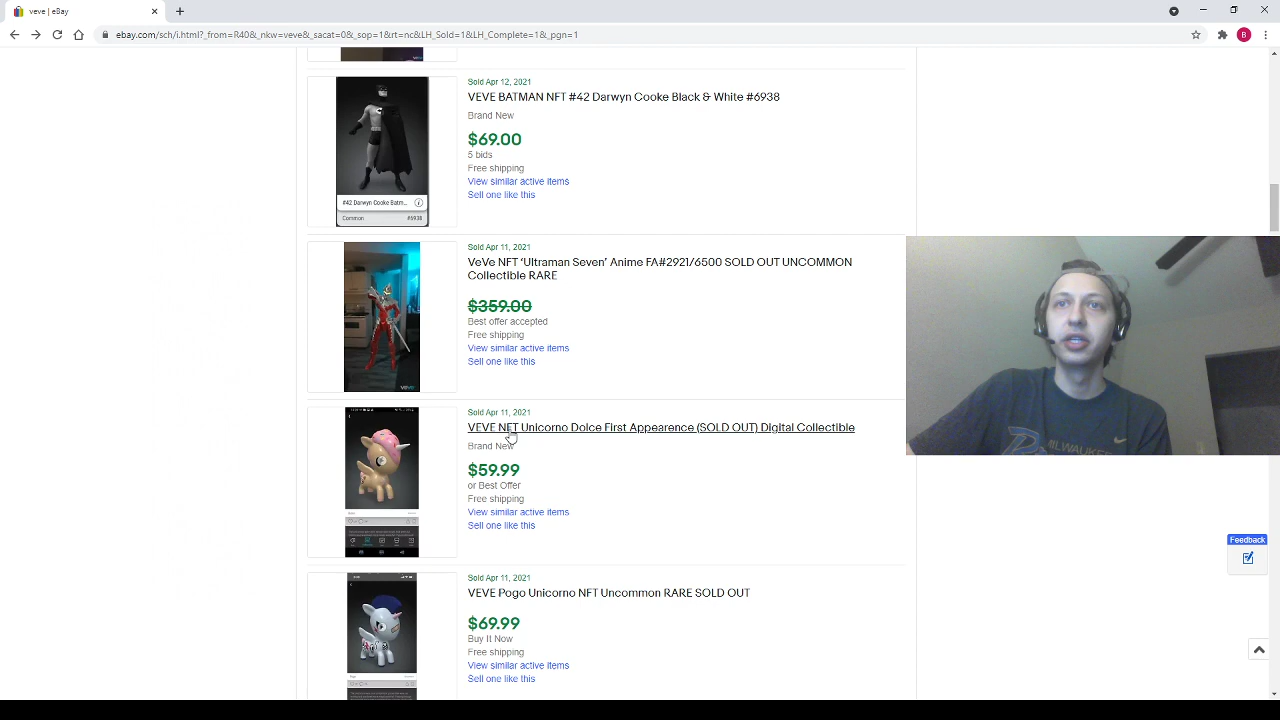 veve | eBay
ebay.com/sch/i.html?_from=R40&_nkw=veve&_sacat=0&_sop=1&rt=nc&LH_Sold=1&LH_Complete=1&_pgn=1
B
Sold Apr 12, 2021
VEVE BATMAN NFT #42 Darwyn Cooke Black & White #6938
Brand New
$69.00
5 bids
Free shipping
View similar active items
Sell one like this
#42 Darwyn Cooke Batm...
Common #6938
Sold Apr 11, 2021
VeVe NFT ‘Ultraman Seven’ Anime FA#2921/6500 SOLD OUT UNCOMMON
Collectible RARE
$359.00
Best offer accepted
Free shipping
View similar active items
Sell one like this
veve
Sold Apr 11, 2021
VEVE NFT Unicorno Dolce First Appearence (SOLD OUT) Digital Collectible
Brand New
$59.99
or Best Offer
Free shipping
View similar active items
Sell one like this
Sold Apr 11, 2021
VEVE Pogo Unicorno NFT Uncommon RARE SOLD OUT
$69.99
Buy It Now
Free shipping
View similar active items
Sell one like this
MILWAUKEE
Feedback